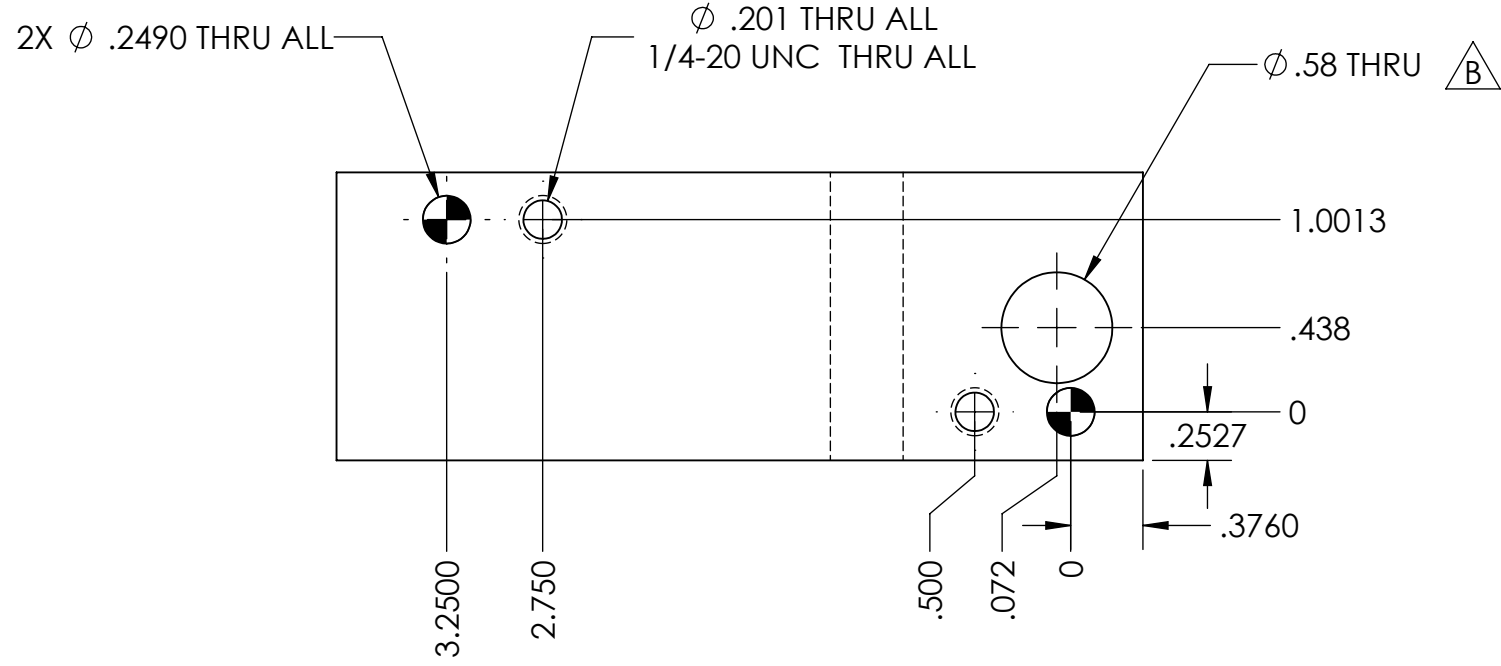 2X ⌀ .2490 THRU ALL
⌀ .201 THRU ALL
1/4-20 UNC THRU ALL
⌀.58 THRU
B
1.0013
.438
0
.2527
.3760
3.2500
2.750
.500
.072
0